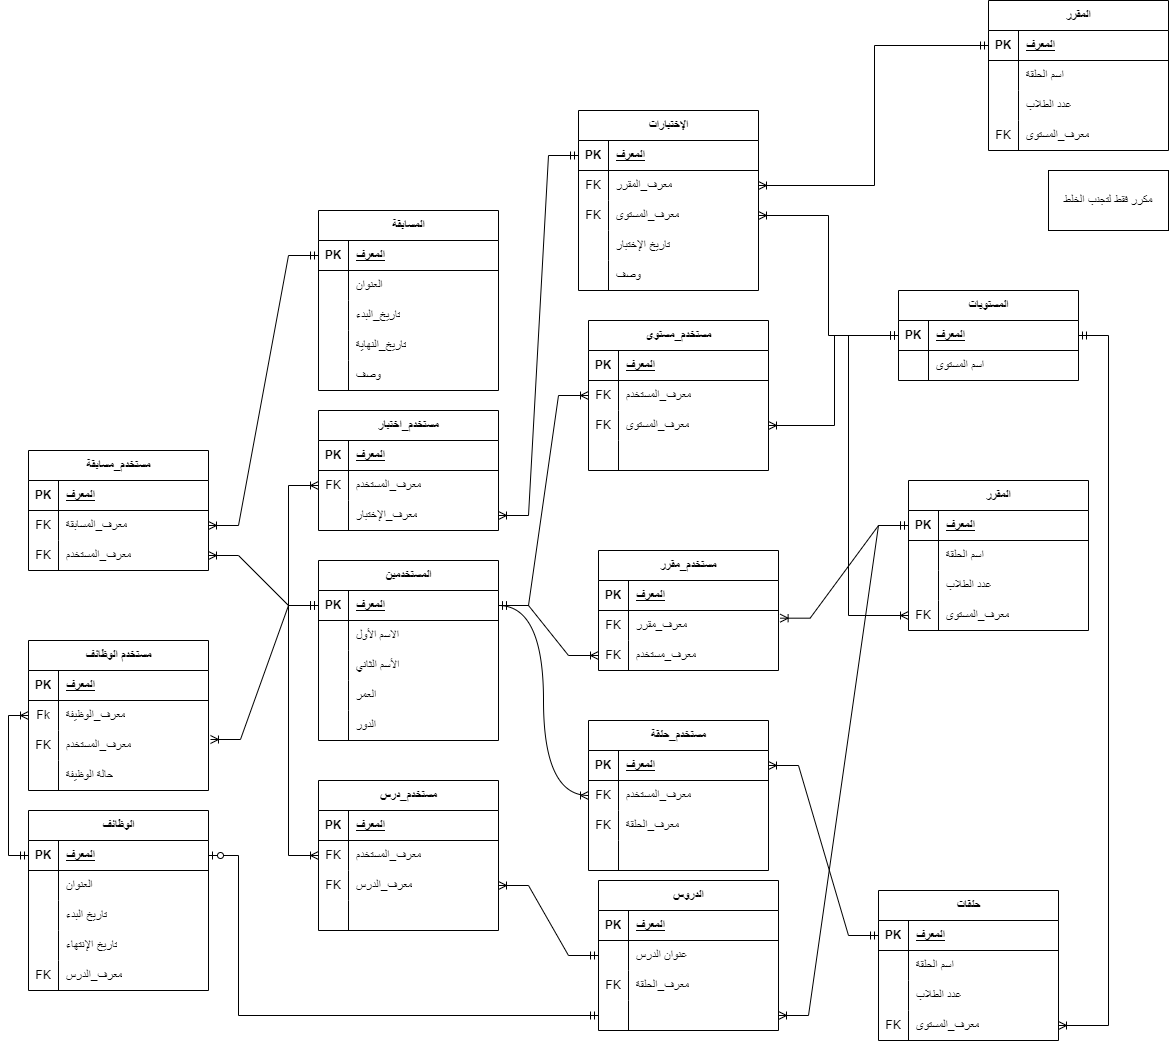 المقرر
PK المعرف
اسم الحلقة
عدد الطلاب
FK معرف_المستوى
مكرر فقط لتجنب الخلط
الإختبارات
PK المعرف
FK معرف_المقرر
FK معرف_المستوى
تاريخ الإختبار
وصف
المسابقة
PK المعرف
العنوان
تاريخ_البدء
تاريخ_النهاية
وصف
المستويات
PK المعرف
اسم المستوى
مستخدم_مستوى
PK المعرف
FK معرف_المستخدم
FK معرف_المستوى
مستخدم_اختبار
PK المعرف
FK معرف_المستخدم
FK معرف_الإختبار
مستخدم_مسابقة
PK المعرف
FK معرف_المسابقة
FK معرف_المستخدم
المقرر
PK المعرف
اسم الحلقة
عدد الطلاب
FK معرف_المستوى
مستخدم_مقرر
PK المعرف
FK معرف_مقرر
FK معرف_مستخدم
المستخدمين
PK المعرف
الاسم الأول
الأسم الثاني
العمر
الدور
مستخدم الوظائف
PK المعرف
Fk معرف_الوظيفة
FK معرف_المستخدم
حالة الوظيفة
مستخدم_حلقة
PK المعرف
FK معرف_المستخدم
FK معرف_الحلقة
مستخدم_درس
PK المعرف
FK معرف_المستخدم
FK معرف_الدرس
الوظائف
PK المعرف
العنوان
تاريخ البدء
تاريخ الإنتهاء
FK معرف_الدرس
الدروس
PK المعرف
عنوان الدرس
FK معرف_الحلقة
حلقات
PK المعرف
اسم الحلقة
عدد الطلاب
FK معرف_المستوى